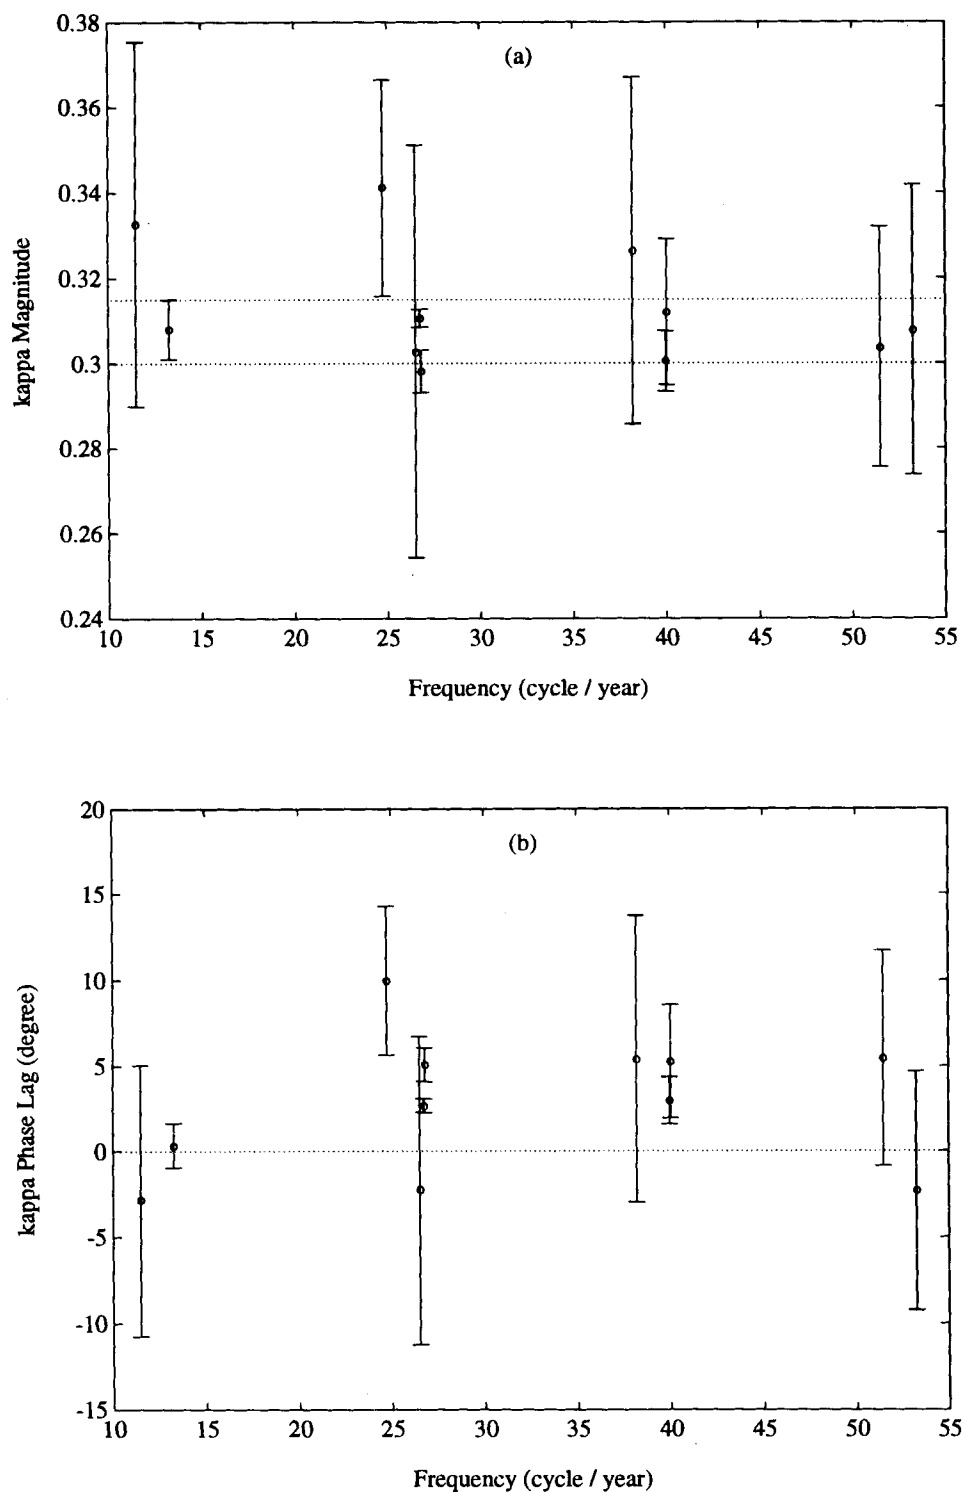 (a)
kappa Magnitude
0.38
0.36
0.34
0.32
0.3
0.28
0.26
0.24
10 15 20 25 30 35 40 45 50 55
Frequency (cycle / year)
(b)
kappa Phase Lag (degree)
20
15
10
5
0
-5
-10
-15
10 15 20 25 30 35 40 45 50 55
Frequency (cycle / year)